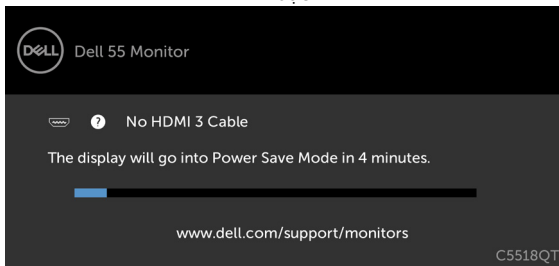 DELL
Dell 55 Monitor
? No HDMI 3 Cable
The display will go into Power Save Mode in 4 minutes.
www.dell.com/support/monitors
C5518QT